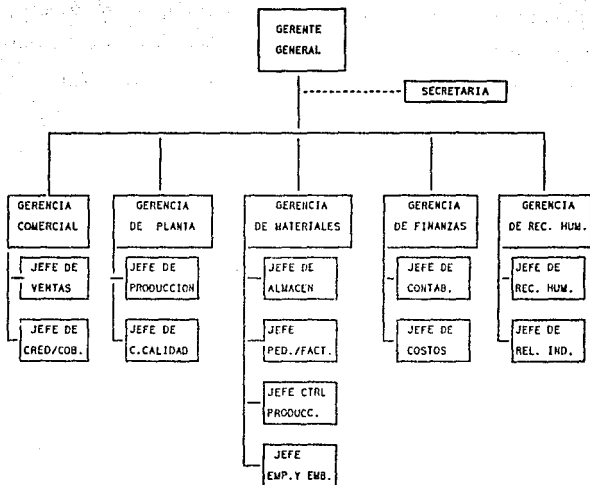 GERENTE
GENERAL
SECRETARIA
GERENCIA
COMERCIAL
GERENCIA
DE PLANTA
GERENCIA
DE MATERIALES
GERENCIA
DE FINANZAS
GERENCIA
DE REC. HUM.
JEFE DE
VENTAS
JEFE DE
PRODUCCION
JEFE DE
ALMACEN
JEFE DE
CONTAB.
JEFE DE
REC. HUM.
JEFE DE
CRED/COB.
JEFE DE
C.CALIDAD
JEFE
PED./FACT.
JEFE DE
COSTOS
JEFE DE
REL. IND.
JEFE CTRL
PRODUCC.
JEFE
EMP.Y EMB.